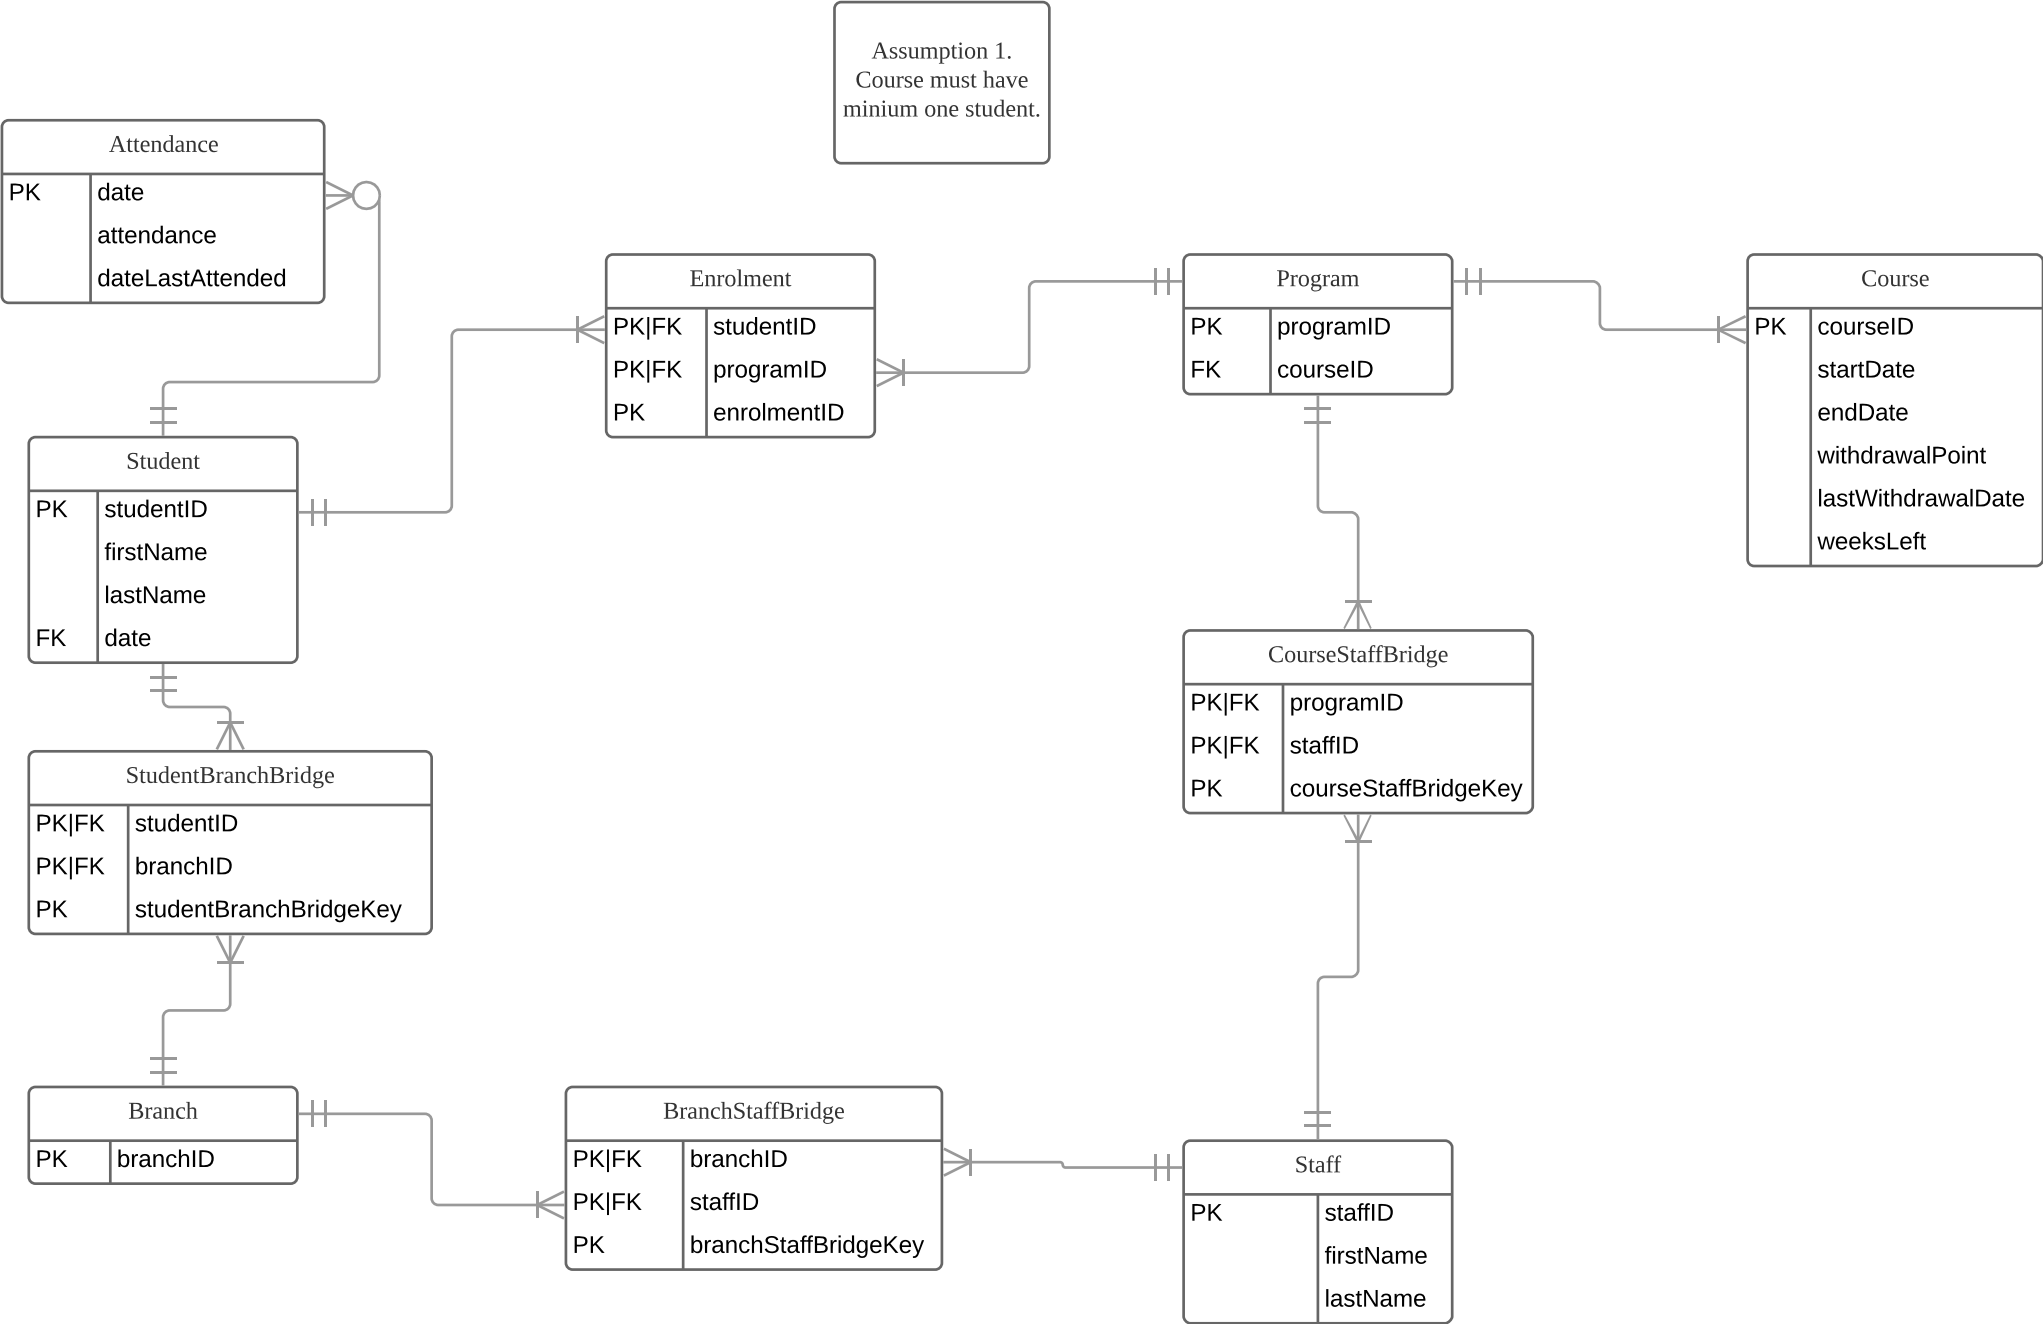 Assumption 1.
Course must have
minium one student.
Attendance
PK date
attendance
dateLastAttended
Enrolment
PK|FK studentID
PK|FK programID
PK enrolmentID
Program
PK programID
FK courseID
Course
PK courseID
startDate
endDate
withdrawalPoint
lastWithdrawalDate
weeksLeft
Student
PK studentID
firstName
lastName
FK date
CourseStaffBridge
PK|FK programID
PK|FK staffID
PK courseStaffBridgeKey
StudentBranchBridge
PK|FK studentID
PK|FK branchID
PK studentBranchBridgeKey
Branch
PK branchID
BranchStaffBridge
PK|FK branchID
PK|FK staffID
PK branchStaffBridgeKey
Staff
PK staffID
firstName
lastName